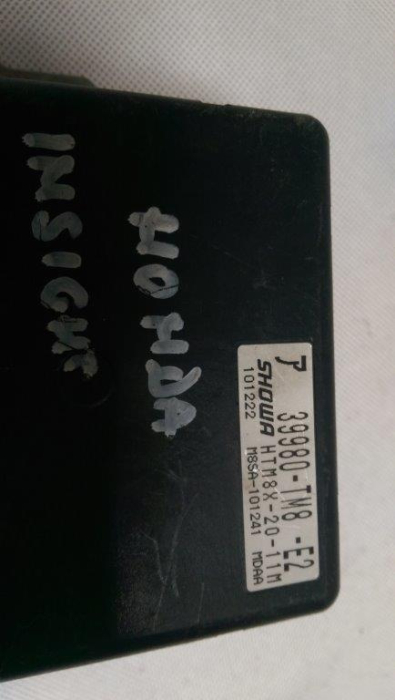 HONDA
INSIGHT
P 39980-TM8 -E2
SHOWA HTM8X-20-11M
101222 M8SA-101241 MDAA